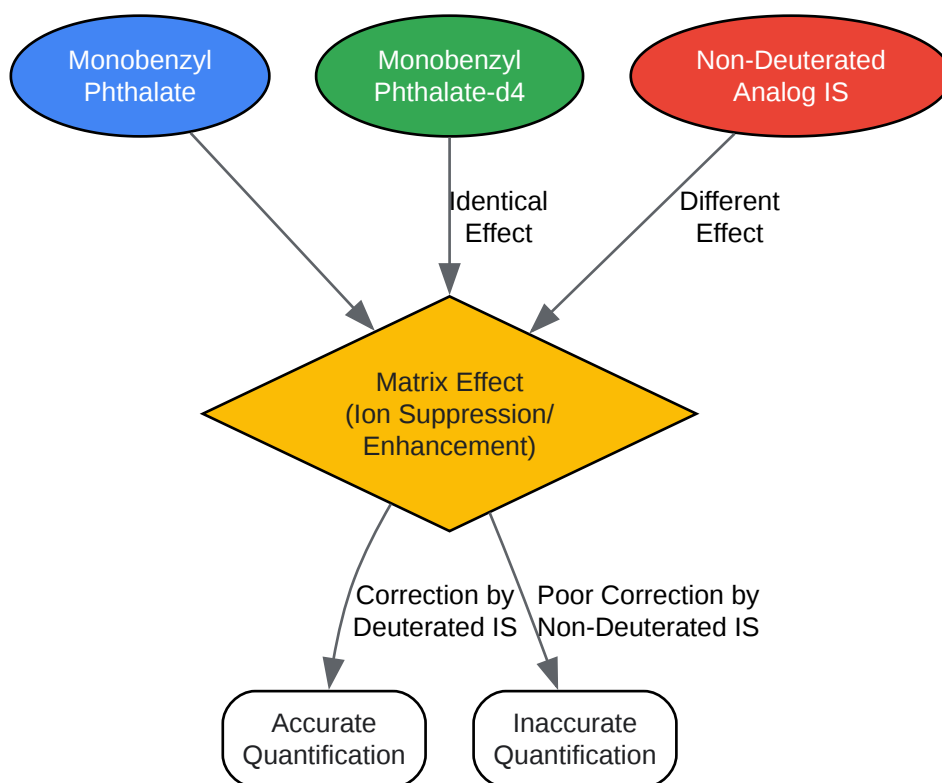 Monobenzyl
Phthalate
Monobenzyl
Phthalate-d4
Non-Deuterated
Analog IS
Identical
Effect
Different
Effect
Matrix Effect
(Ion Suppression/
Enhancement)
Correction by
Deuterated IS
Poor Correction by
Non-Deuterated IS
Accurate
Quantification
Inaccurate
Quantification